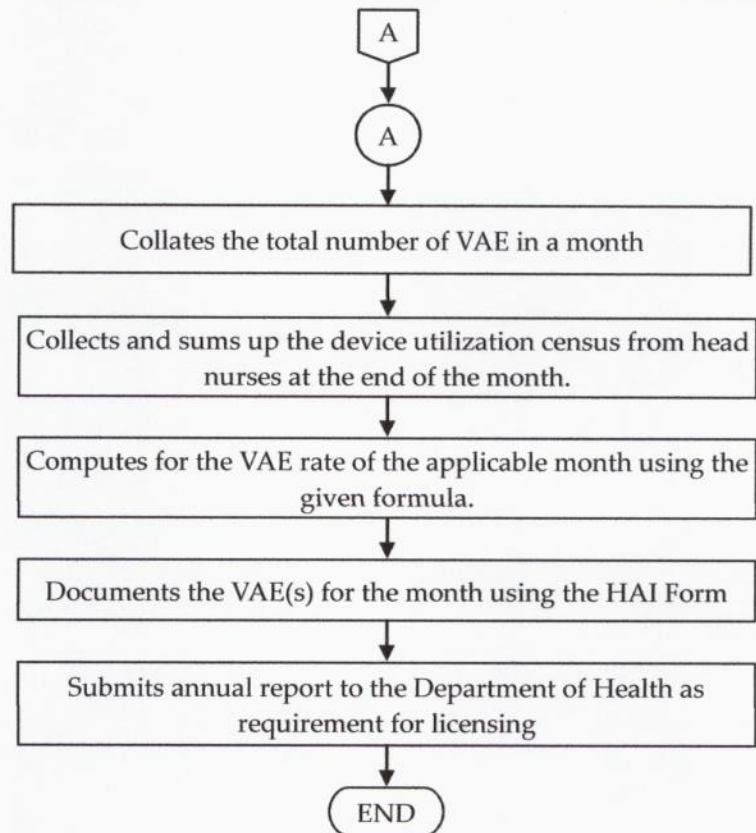 A
A
Collates the total number of VAE in a month
Collects and sums up the device utilization census from head
nurses at the end of the month.
Computes for the VAE rate of the applicable month using the
given formula.
Documents the VAE(s) for the month using the HAI Form
Submits annual report to the Department of Health as
requirement for licensing
END